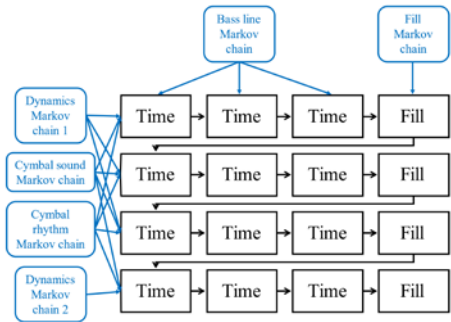 Bass line
Markov
chain
Fill
Markov
chain
Dynamics
Markov
chain 1
Cymbal sound
Markov chain
Cymbal
rhythm
Markov chain
Dynamics
Markov
chain 2
Time Time Time Fill
Time Time Time Fill
Time Time Time Fill
Time Time Time Fill